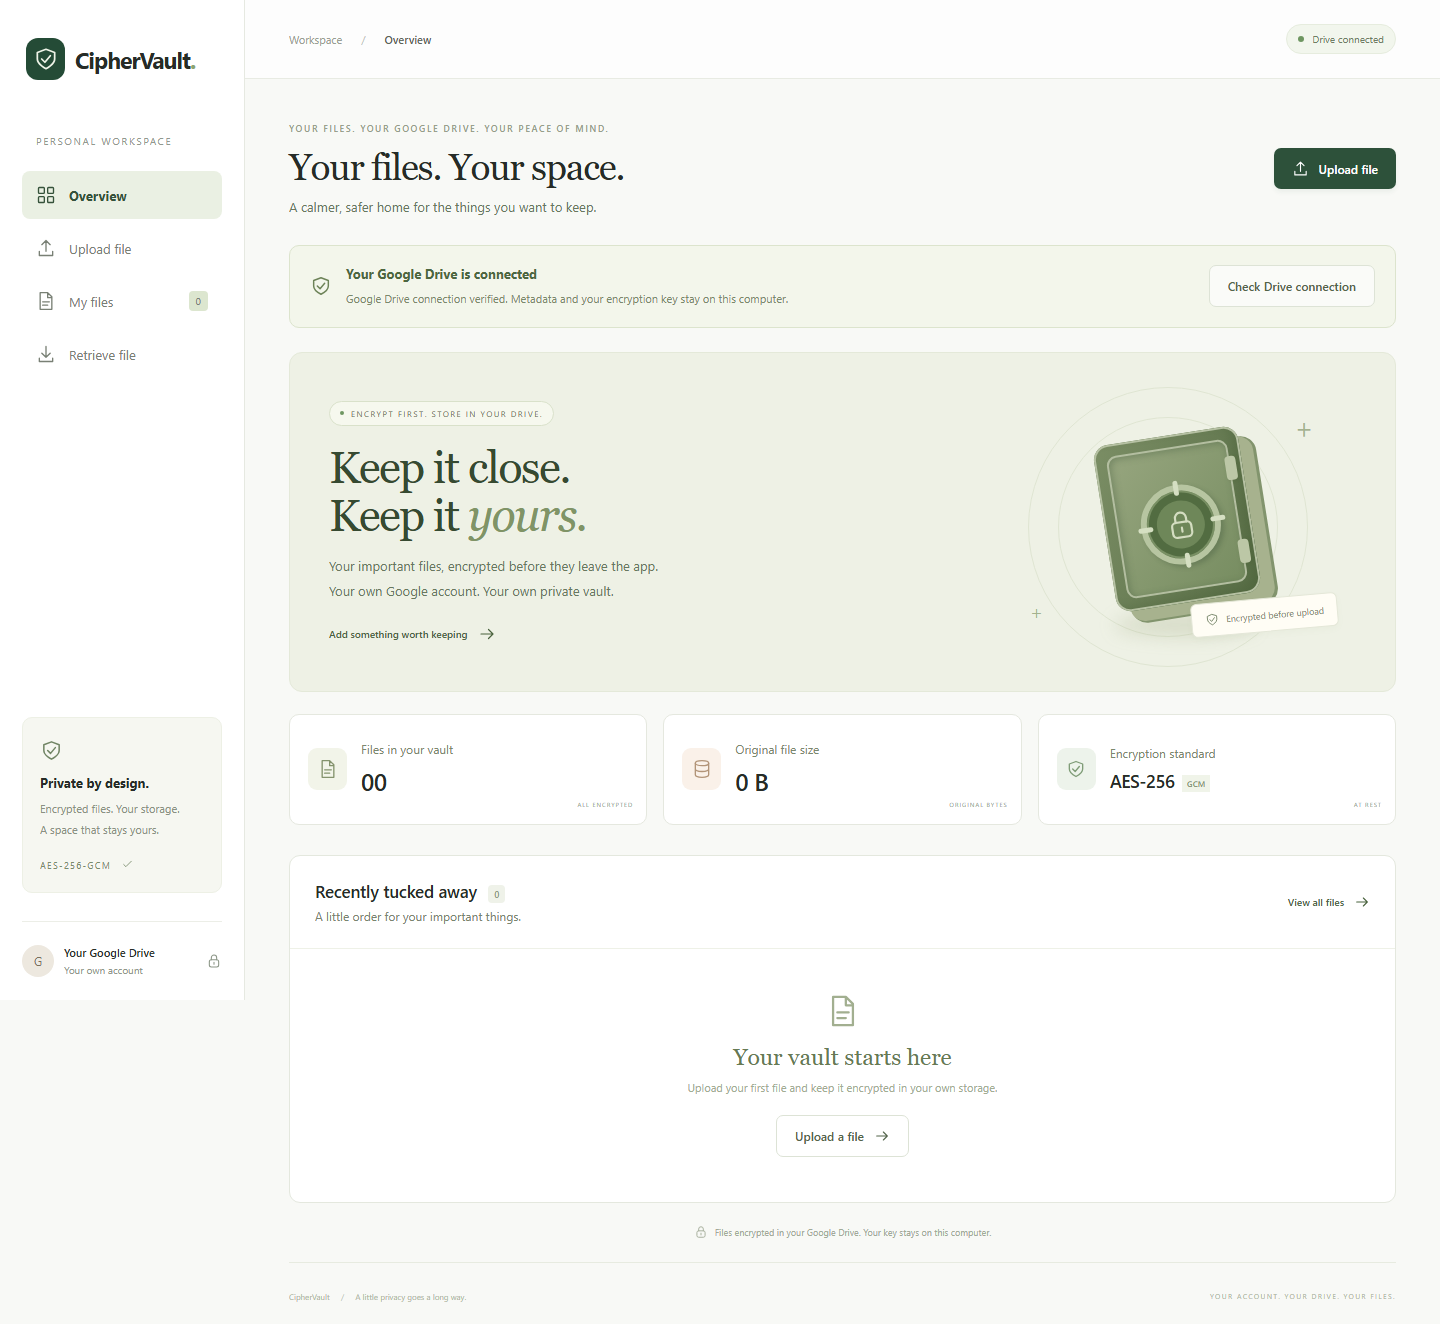 CipherVault.
PERSONAL WORKSPACE
Overview
Upload file
My files 0
Retrieve file
Private by design.
Encrypted files. Your storage.
A space that stays yours.
AES-256-GCM
G
Your Google Drive
Your own account
Workspace / Overview
Drive connected
YOUR FILES. YOUR GOOGLE DRIVE. YOUR PEACE OF MIND.
Your files. Your space.
A calmer, safer home for the things you want to keep.
Upload file
Your Google Drive is connected
Google Drive connection verified. Metadata and your encryption key stay on this computer.
Check Drive connection
ENCRYPT FIRST. STORE IN YOUR DRIVE.
Keep it close.
Keep it yours.
Your important files, encrypted before they leave the app.
Your own Google account. Your own private vault.
Add something worth keeping
Encrypted before upload
Files in your vault
00
ALL ENCRYPTED
Original file size
0 B
ORIGINAL BYTES
Encryption standard
AES-256 GCM
AT REST
Recently tucked away 0
A little order for your important things.
View all files
Your vault starts here
Upload your first file and keep it encrypted in your own storage.
Upload a file
Files encrypted in your Google Drive. Your key stays on this computer.
CipherVault / A little privacy goes a long way.
YOUR ACCOUNT. YOUR DRIVE. YOUR FILES.